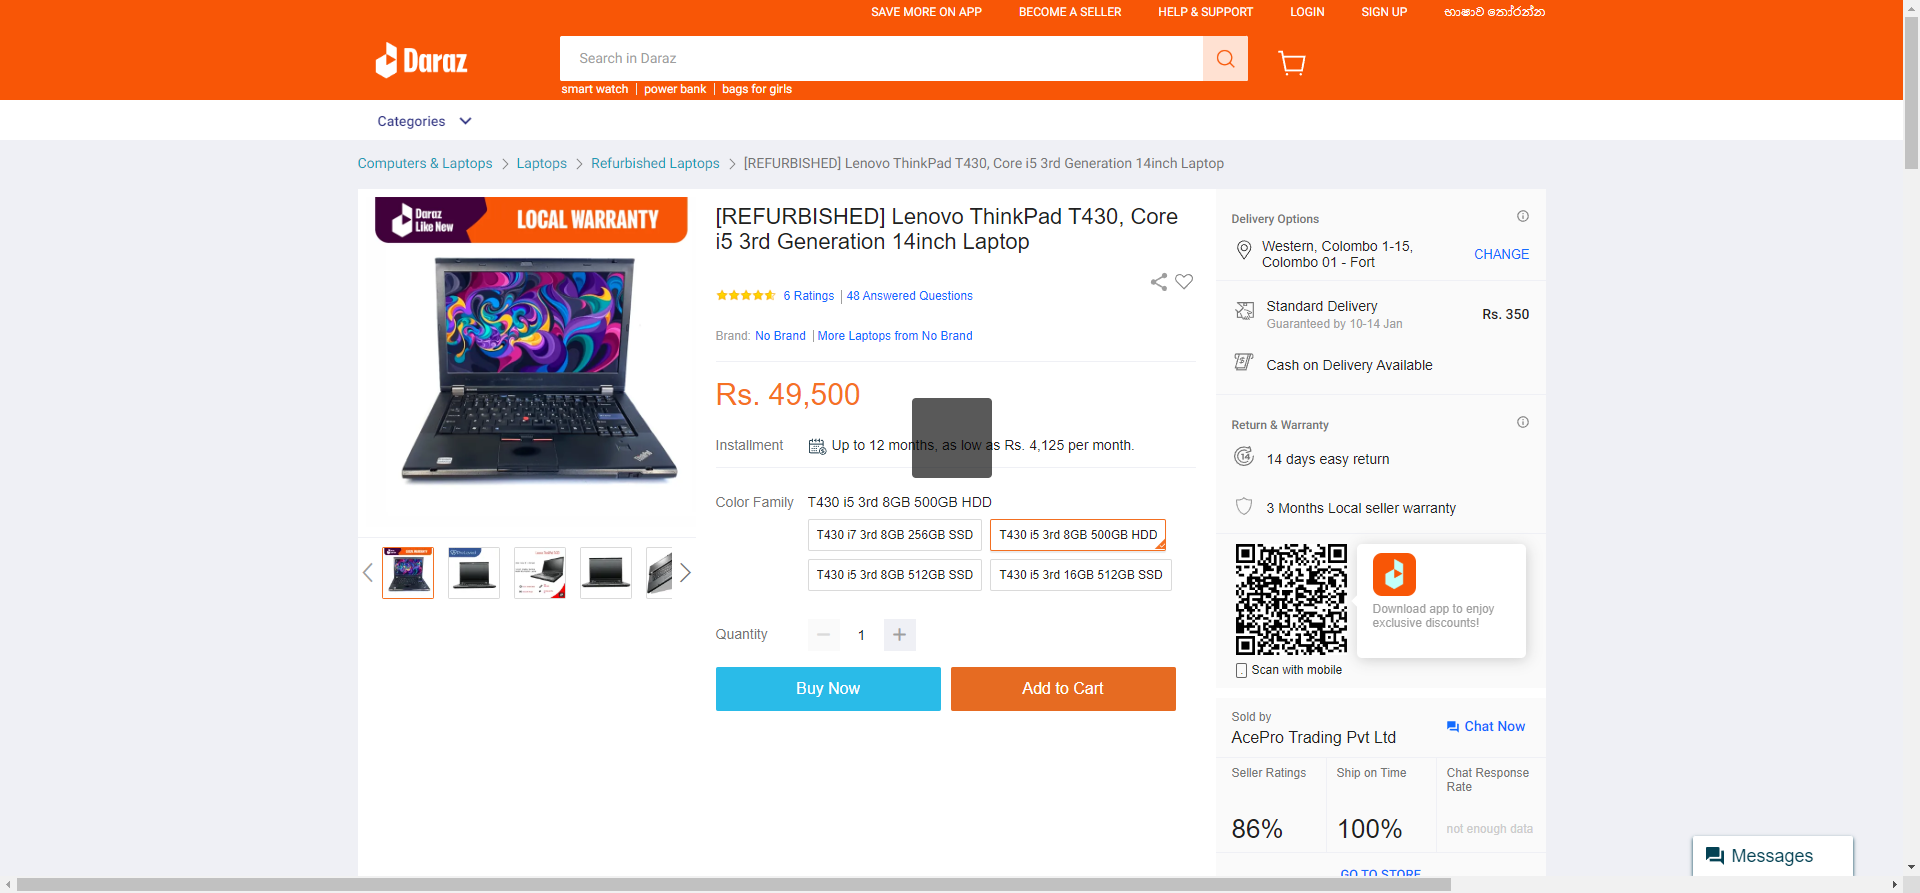 SAVE MORE ON APP
BECOME A SELLER
HELP & SUPPORT
LOGIN
SIGN UP
භාෂාව තෝරන්න
Daraz
Search in Daraz
smart watch
power bank
bags for girls
Categories
Computers & Laptops
Laptops
Refurbished Laptops
[REFURBISHED] Lenovo ThinkPad T430, Core i5 3rd Generation 14inch Laptop
Daraz
Like New
LOCAL WARRANTY
[REFURBISHED] Lenovo ThinkPad T430, Core
i5 3rd Generation 14inch Laptop
6 Ratings
48 Answered Questions
Brand: No Brand
More Laptops from No Brand
Rs. 49,500
Installment
Up to 12 months, as low as Rs. 4,125 per month.
Color Family
T430 i5 3rd 8GB 500GB HDD
T430 i7 3rd 8GB 256GB SSD
T430 i5 3rd 8GB 500GB HDD
T430 i5 3rd 8GB 512GB SSD
T430 i5 3rd 16GB 512GB SSD
Quantity
1
Buy Now
Add to Cart
Delivery Options
Western, Colombo 1-15,
Colombo 01 - Fort
CHANGE
Standard Delivery
Guaranteed by 10-14 Jan
Rs. 350
Cash on Delivery Available
Return & Warranty
14 days easy return
3 Months Local seller warranty
Download app to enjoy
exclusive discounts!
Scan with mobile
Sold by
AcePro Trading Pvt Ltd
Chat Now
Seller Ratings
86%
Ship on Time
100%
Chat Response
Rate
not enough data
GO TO STORE
Messages